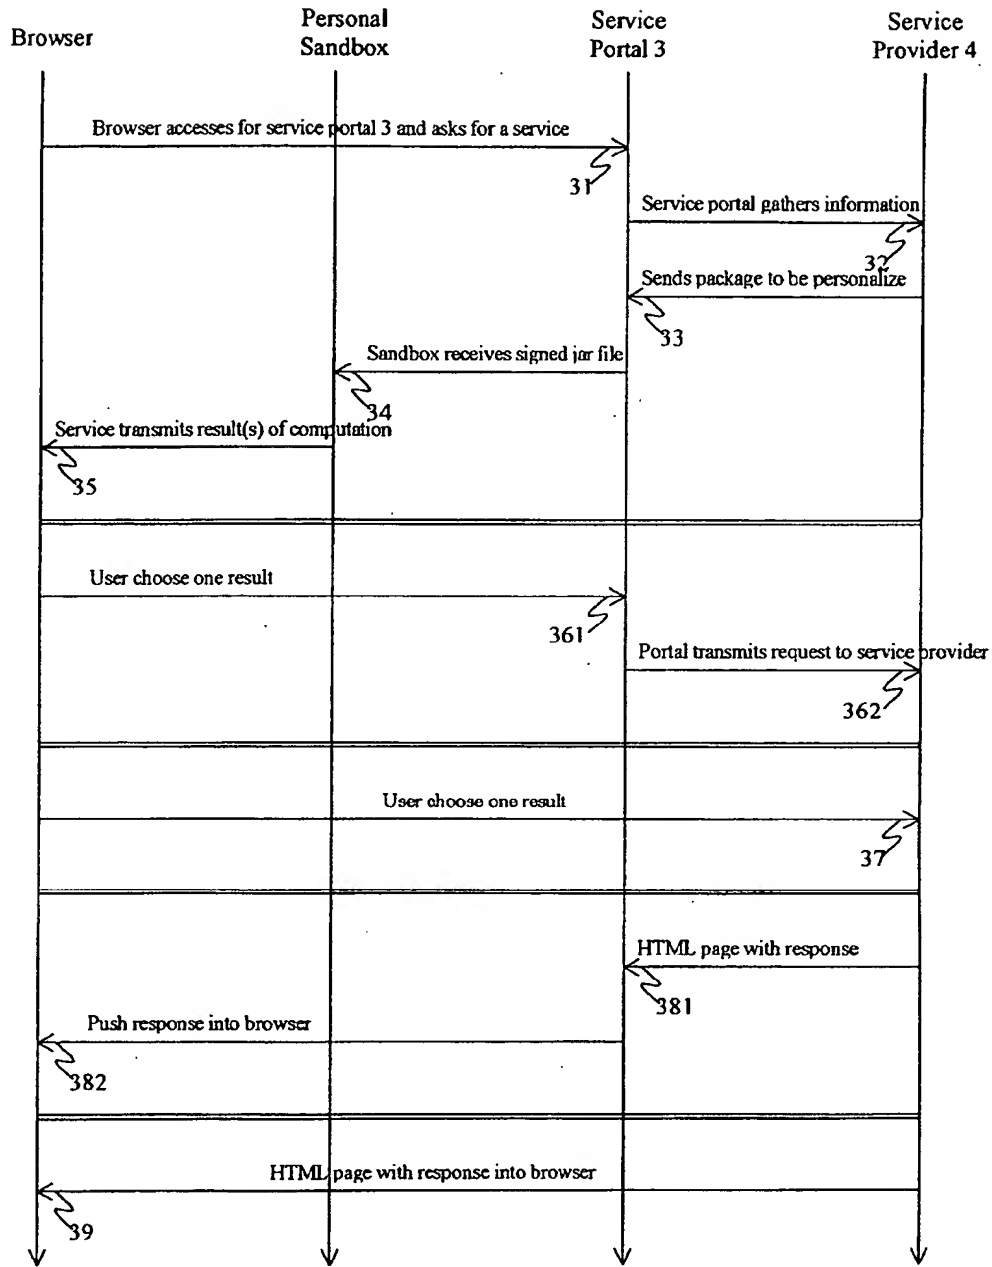 Browser
Personal
Sandbox
Service
Portal 3
Service
Provider 4
Browser accesses for service portal 3 and asks for a service
31
Service portal gathers information
32
Sends package to be personalize
33
Sandbox receives signed jar file
34
Service transmits result(s) of computation
35
User choose one result
361
Portal transmits request to service provider
362
User choose one result
37
HTML page with response
381
Push response into browser
382
HTML page with response into browser
39